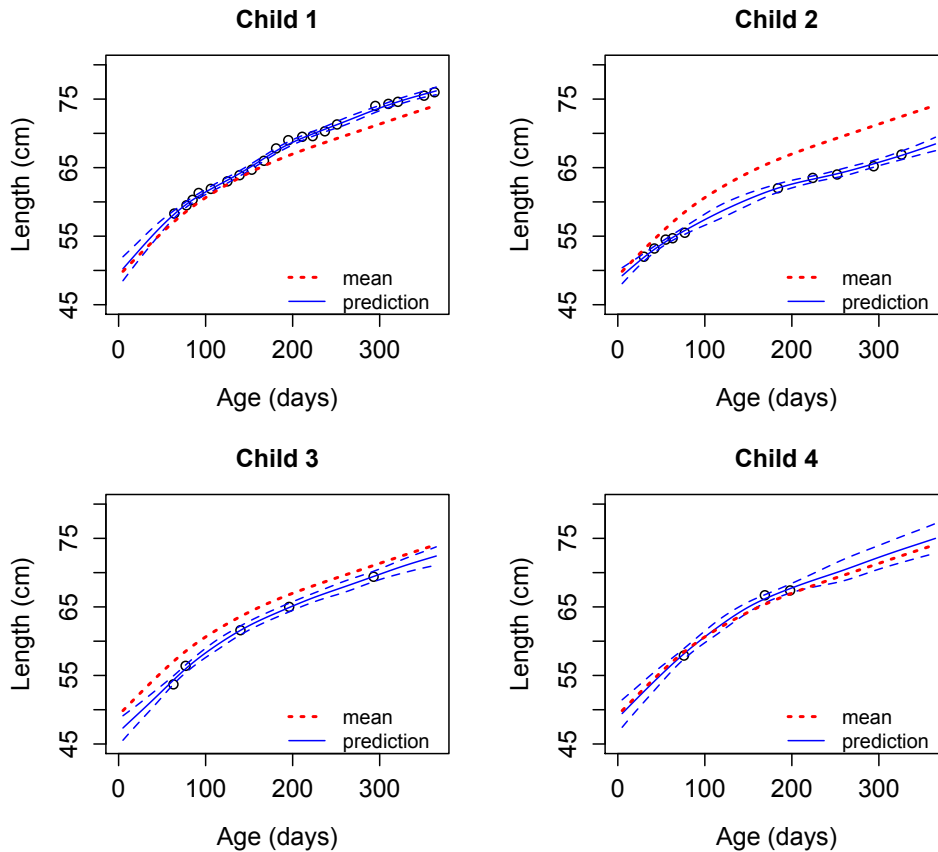 Child 1
Length (cm)
75
65
55
45
mean
prediction
0 100 200 300
Age (days)
Child 2
Length (cm)
75
65
55
45
mean
prediction
0 100 200 300
Age (days)
Child 3
Length (cm)
75
65
55
45
mean
prediction
0 100 200 300
Age (days)
Child 4
Length (cm)
75
65
55
45
mean
prediction
0 100 200 300
Age (days)